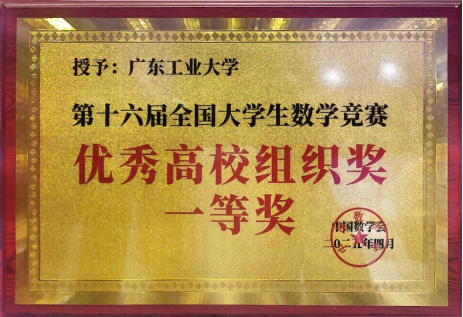 授予：广东工业大学
第十六届全国大学生数学竞赛
优秀高校组织奖
一等奖
中国数学会
二〇二五年四月